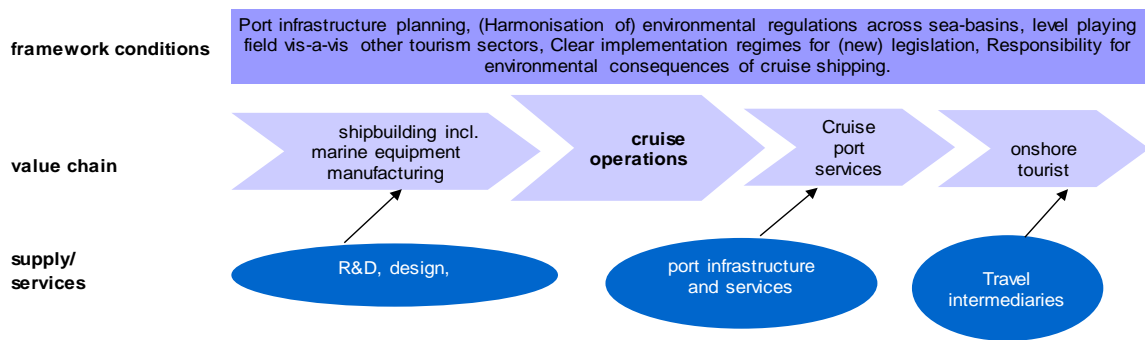 framework conditions
Port infrastructure planning, (Harmonisation of) environmental regulations across sea-basins, level playing
field vis-a-vis other tourism sectors, Clear implementation regimes for (new) legislation, Responsibility for
environmental consequences of cruise shipping.
value chain
shipbuilding incl.
marine equipment
manufacturing
cruise
operations
Cruise
port
services
onshore
tourist
supply/
services
R&D, design,
port infrastructure
and services
Travel
intermediaries